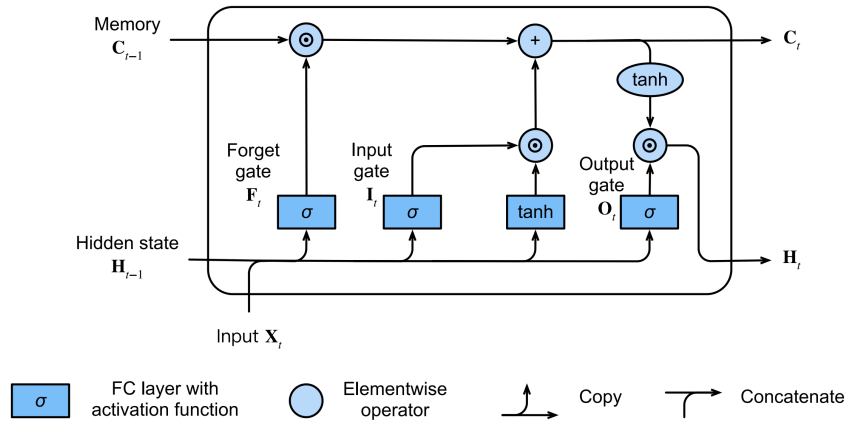 Memory
C_{t−1}
⊙
+
C_t
tanh
Forget
gate
F_t
Input
gate
I_t
⊙
Output
gate
O_t
⊙
σ
σ
tanh
σ
Hidden state
H_{t−1}
H_t
Input X_t
σ
FC layer with
activation function
Elementwise
operator
Copy
Concatenate